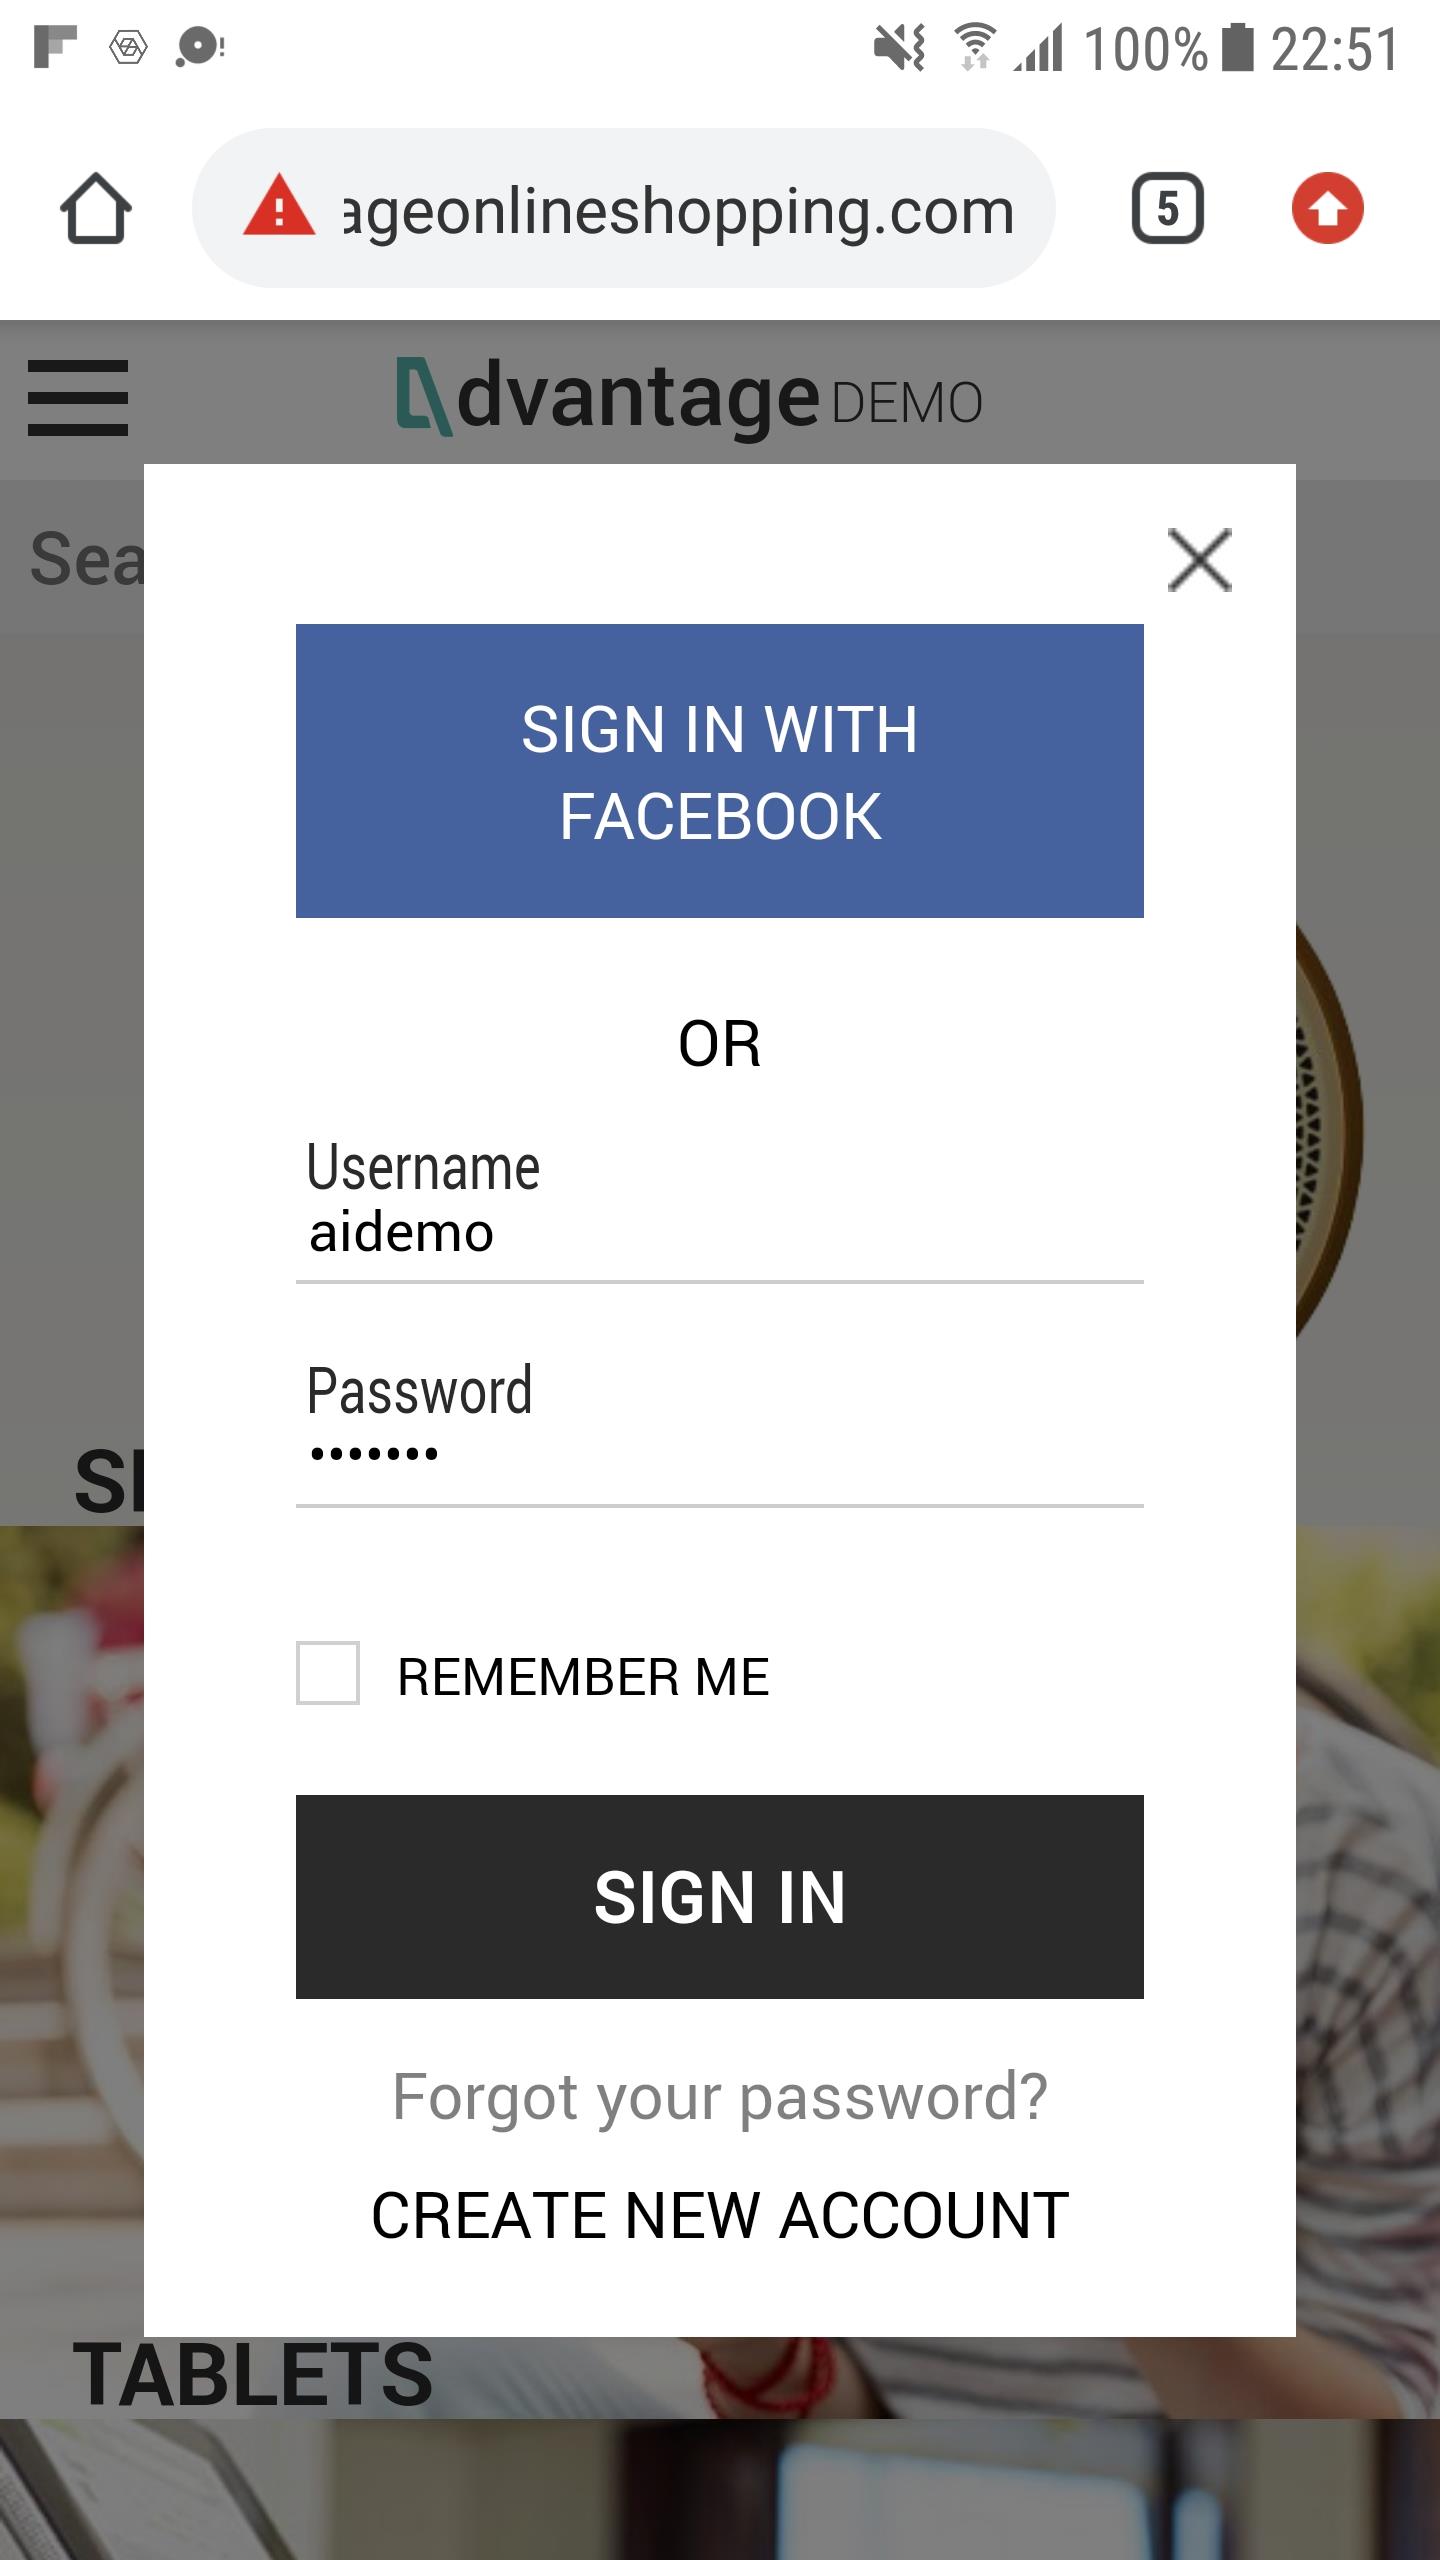 100% 22:51
ageonlineshopping.com
5
dvantage DEMO
Sea
SIGN IN WITH
FACEBOOK
OR
Username
aidemo
Password
•••••••
REMEMBER ME
SIGN IN
Forgot your password?
CREATE NEW ACCOUNT
TABLETS